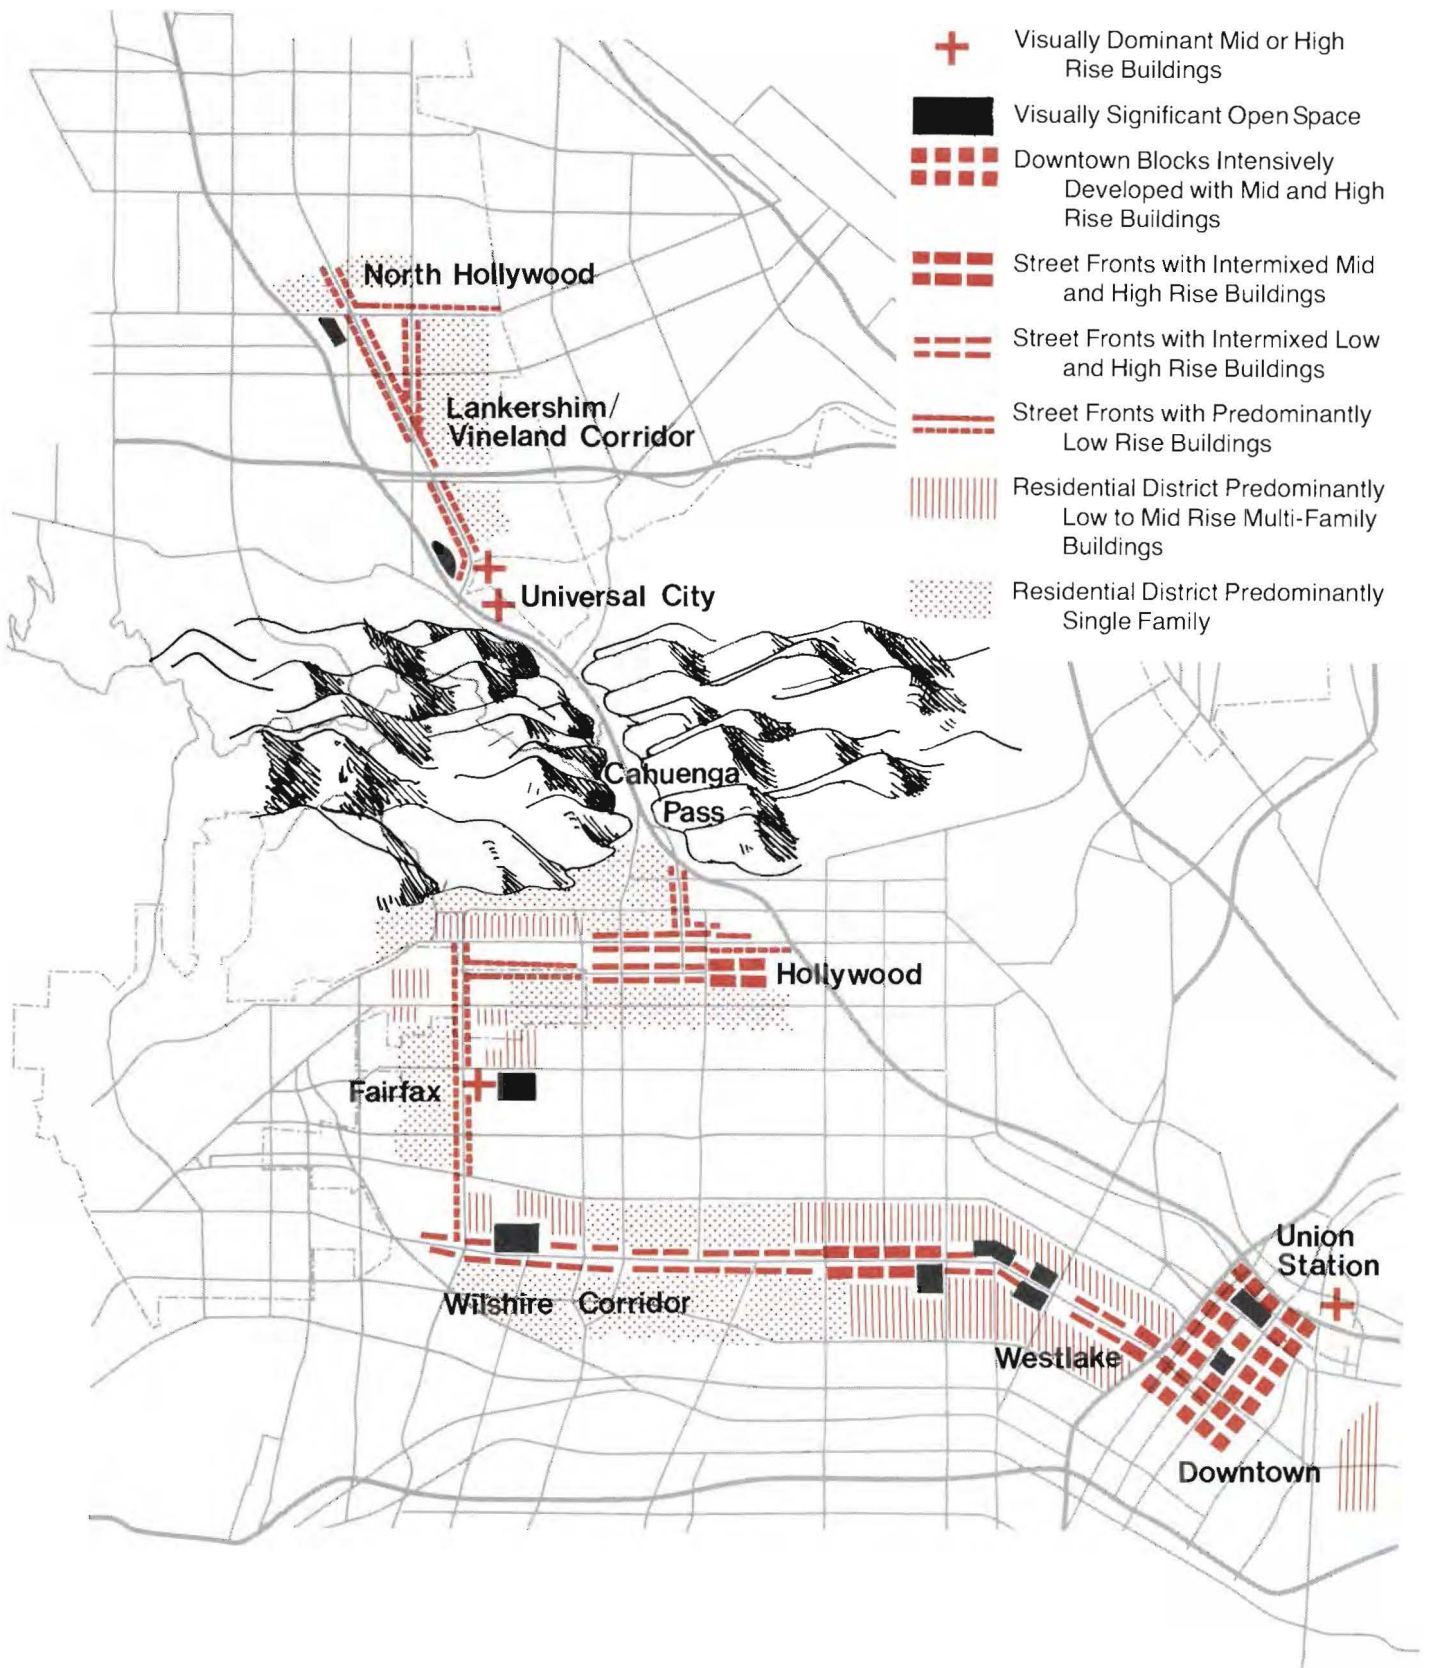 Visually Dominant Mid or High
Rise Buildings
Visually Significant Open Space
Downtown Blocks Intensively
Developed with Mid and High
Rise Buildings
Street Fronts with Intermixed Mid
and High Rise Buildings
Street Fronts with Intermixed Low
and High Rise Buildings
Street Fronts with Predominantly
Low Rise Buildings
Residential District Predominantly
Low to Mid Rise Multi-Family
Buildings
Residential District Predominantly
Single Family
North Hollywood
Lankershim/
Vineland Corridor
Universal City
Cahuenga
Pass
Hollywood
Fairfax
Wilshire Corridor
Westlake
Union
Station
Downtown